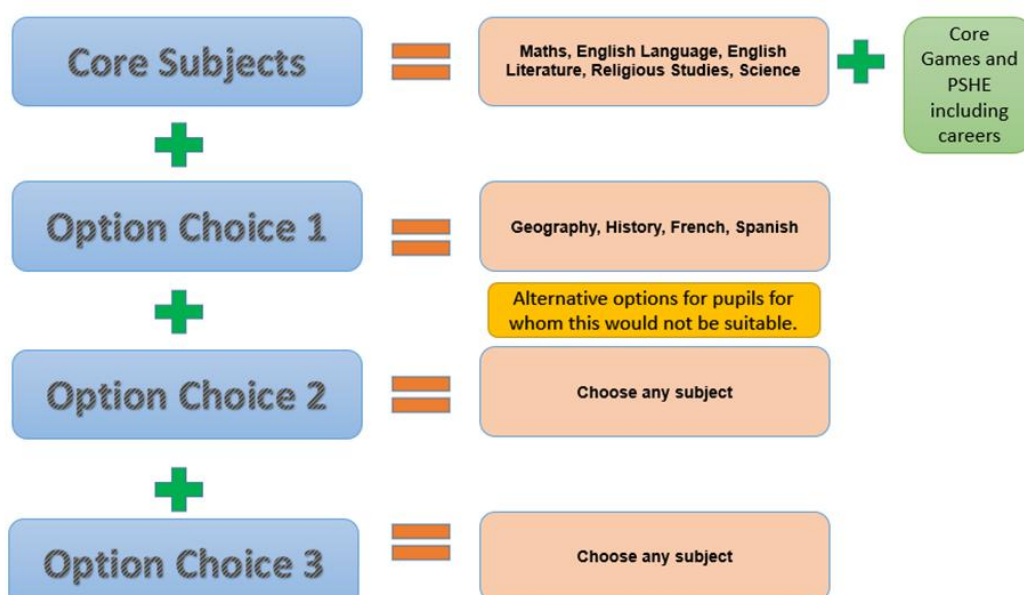 Core Subjects
Maths, English Language, English
Literature, Religious Studies, Science
Core
Games and
PSHE
including
careers
Option Choice 1
Geography, History, French, Spanish
Alternative options for pupils for
whom this would not be suitable.
Option Choice 2
Choose any subject
Option Choice 3
Choose any subject